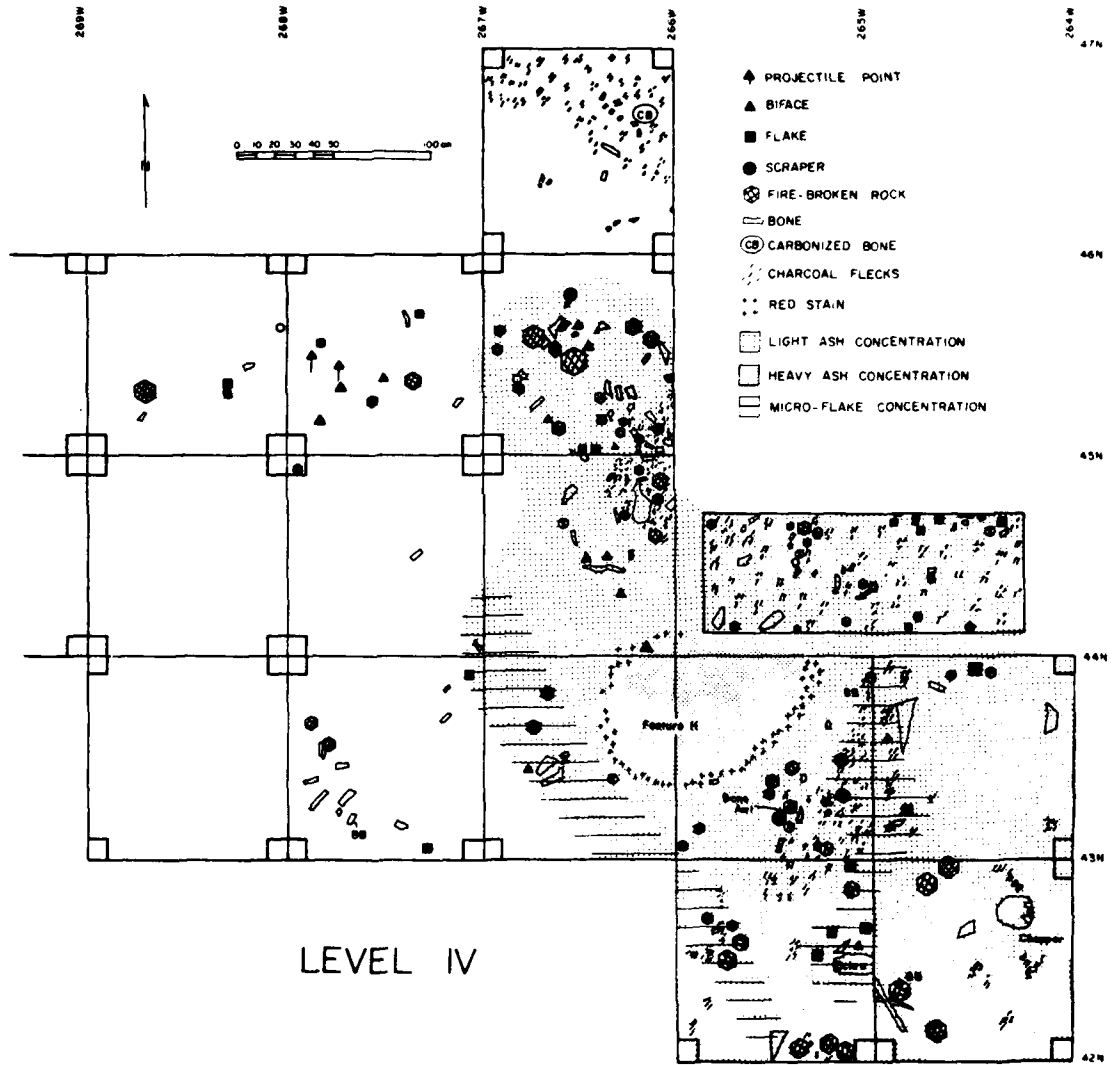 269W
268W
267W
266W
265W
264W
47N
PROJECTILE POINT
BIFACE
FLAKE
SCRAPER
FIRE-BROKEN ROCK
BONE
CB CARBONIZED BONE
CHARCOAL FLECKS
RED STAIN
LIGHT ASH CONCENTRATION
HEAVY ASH CONCENTRATION
MICRO-FLAKE CONCENTRATION
CB
N
0 10 20 30 40 50 100 cm
46N
45N
44N
Feature H
Bone Awl
43N
Chopper
LEVEL IV
42N